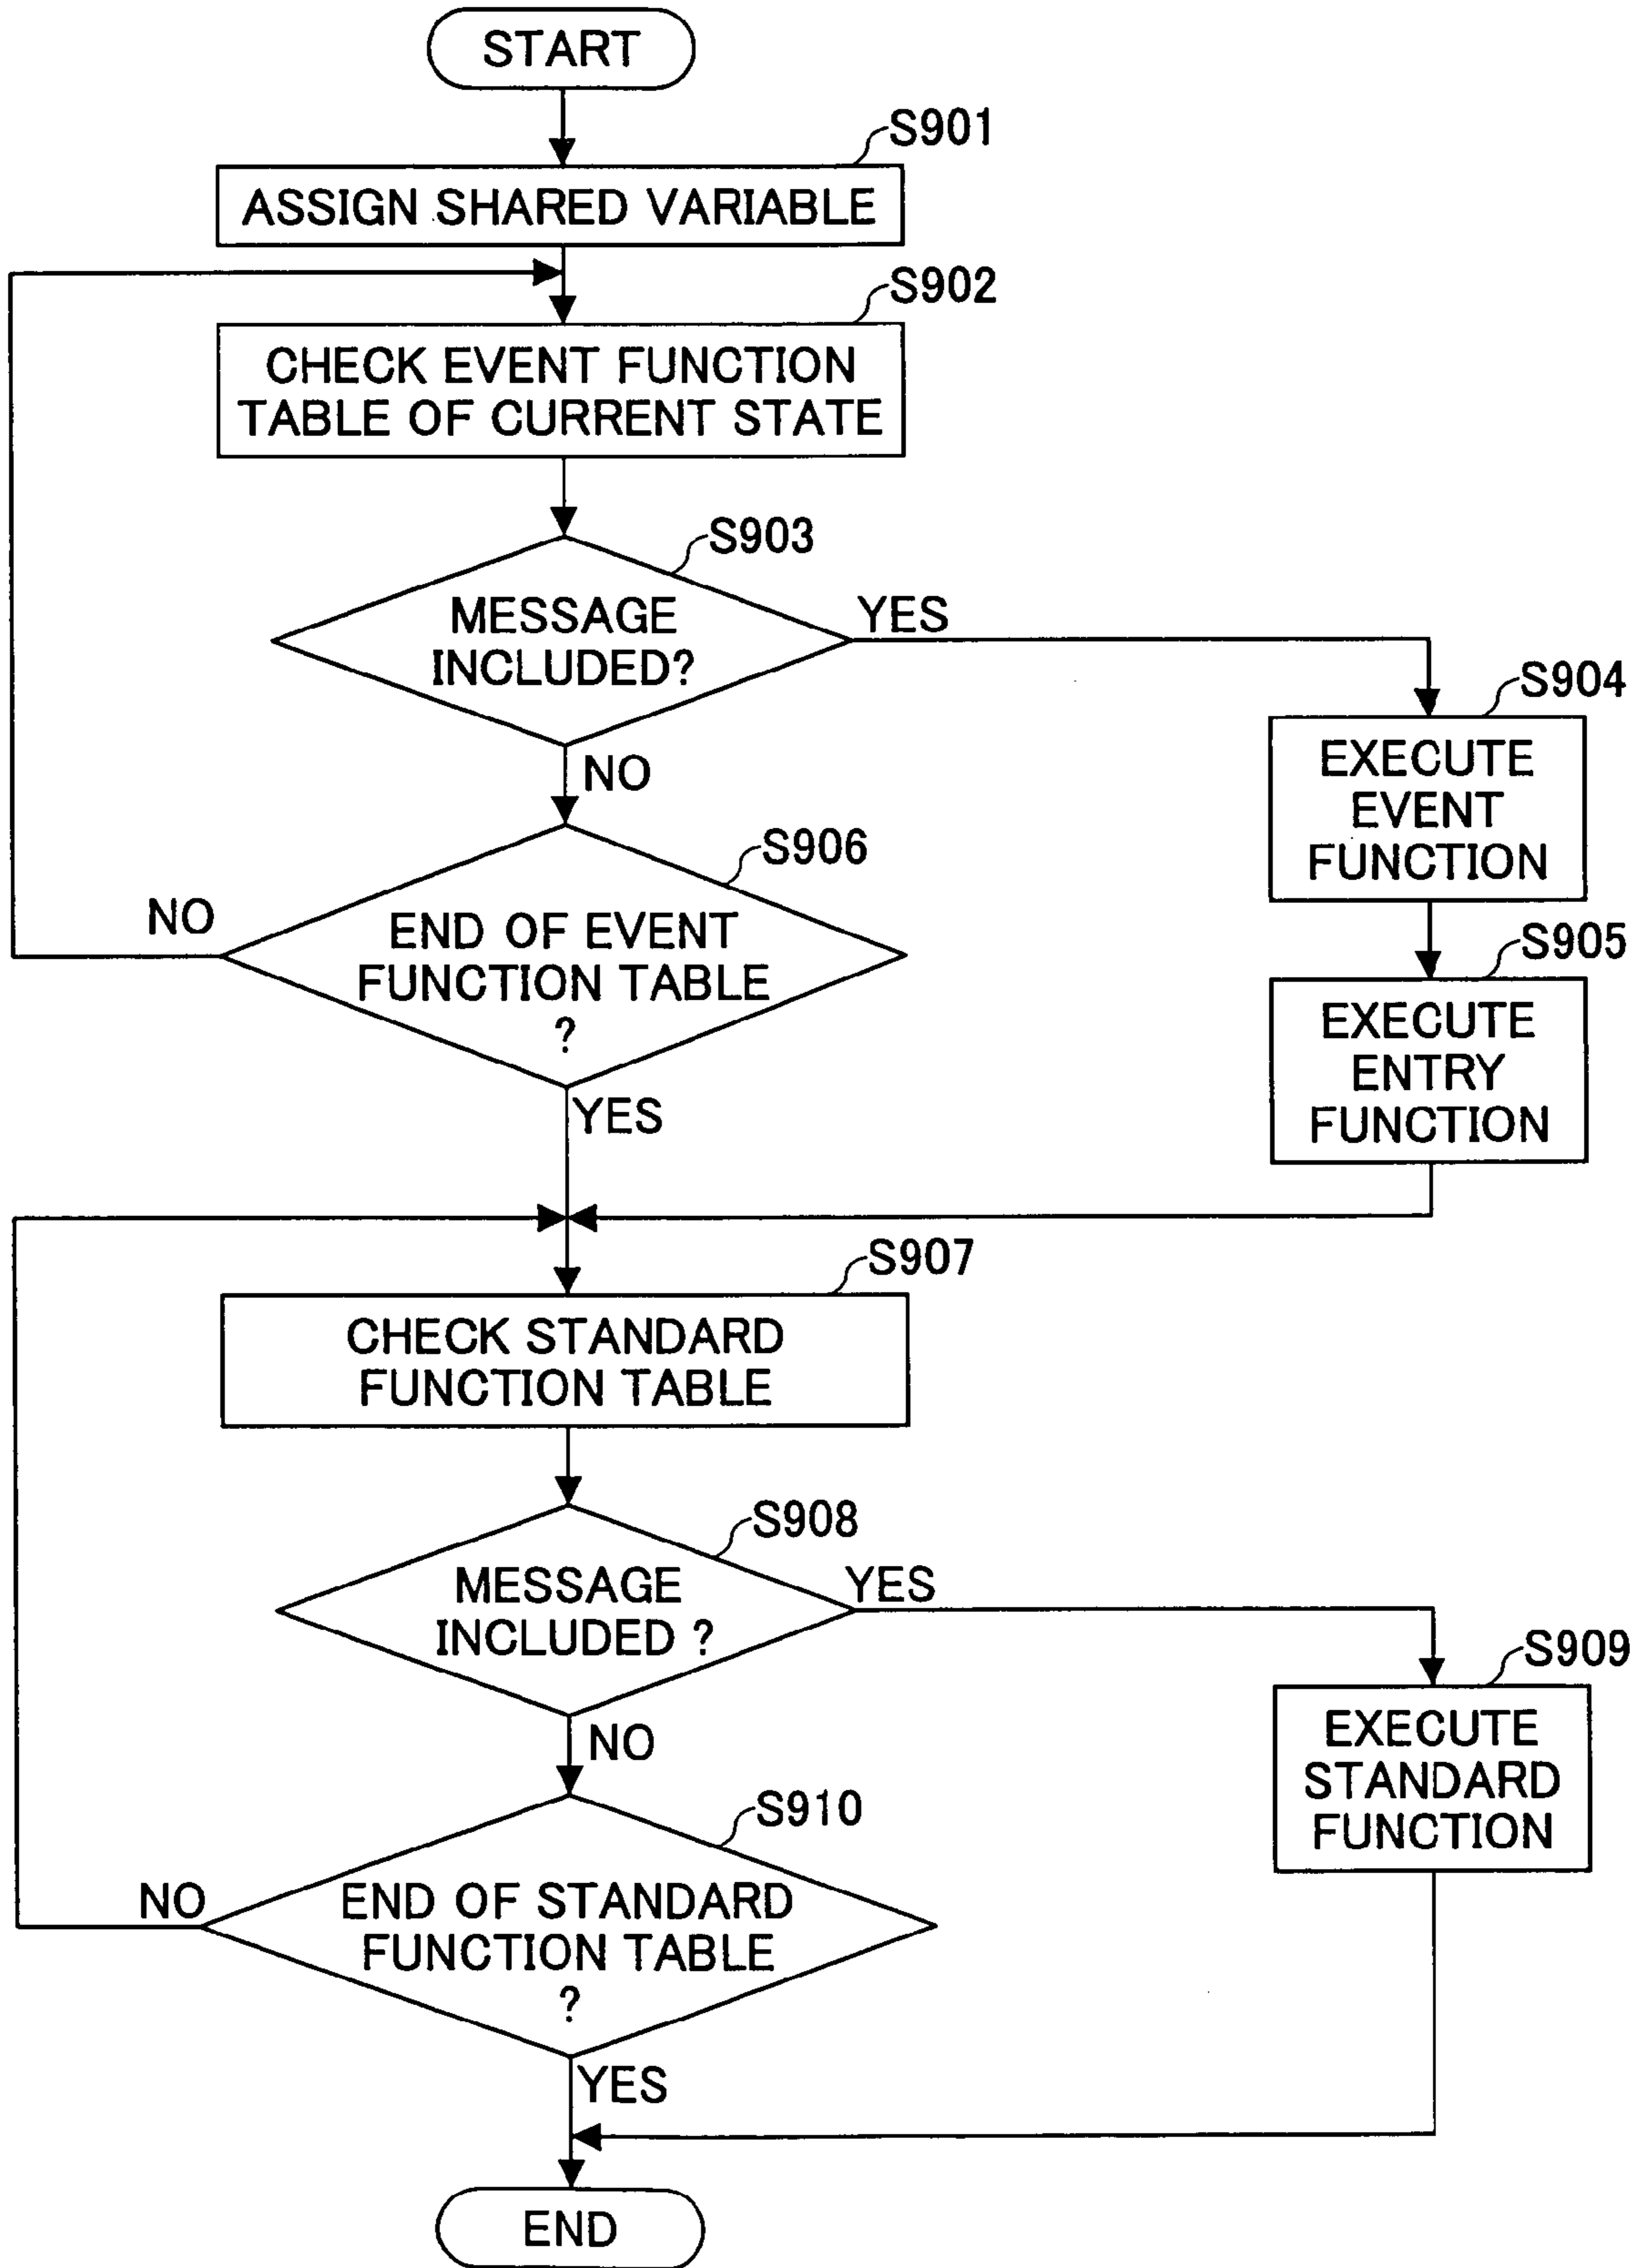 START
S901
ASSIGN SHARED VARIABLE
S902
CHECK EVENT FUNCTION
TABLE OF CURRENT STATE
S903
MESSAGE
INCLUDED?
YES
NO
S904
EXECUTE
EVENT
FUNCTION
S905
EXECUTE
ENTRY
FUNCTION
S906
END OF EVENT
FUNCTION TABLE
?
NO
YES
S907
CHECK STANDARD
FUNCTION TABLE
S908
MESSAGE
INCLUDED ?
YES
NO
S909
EXECUTE
STANDARD
FUNCTION
S910
END OF STANDARD
FUNCTION TABLE
?
NO
YES
END